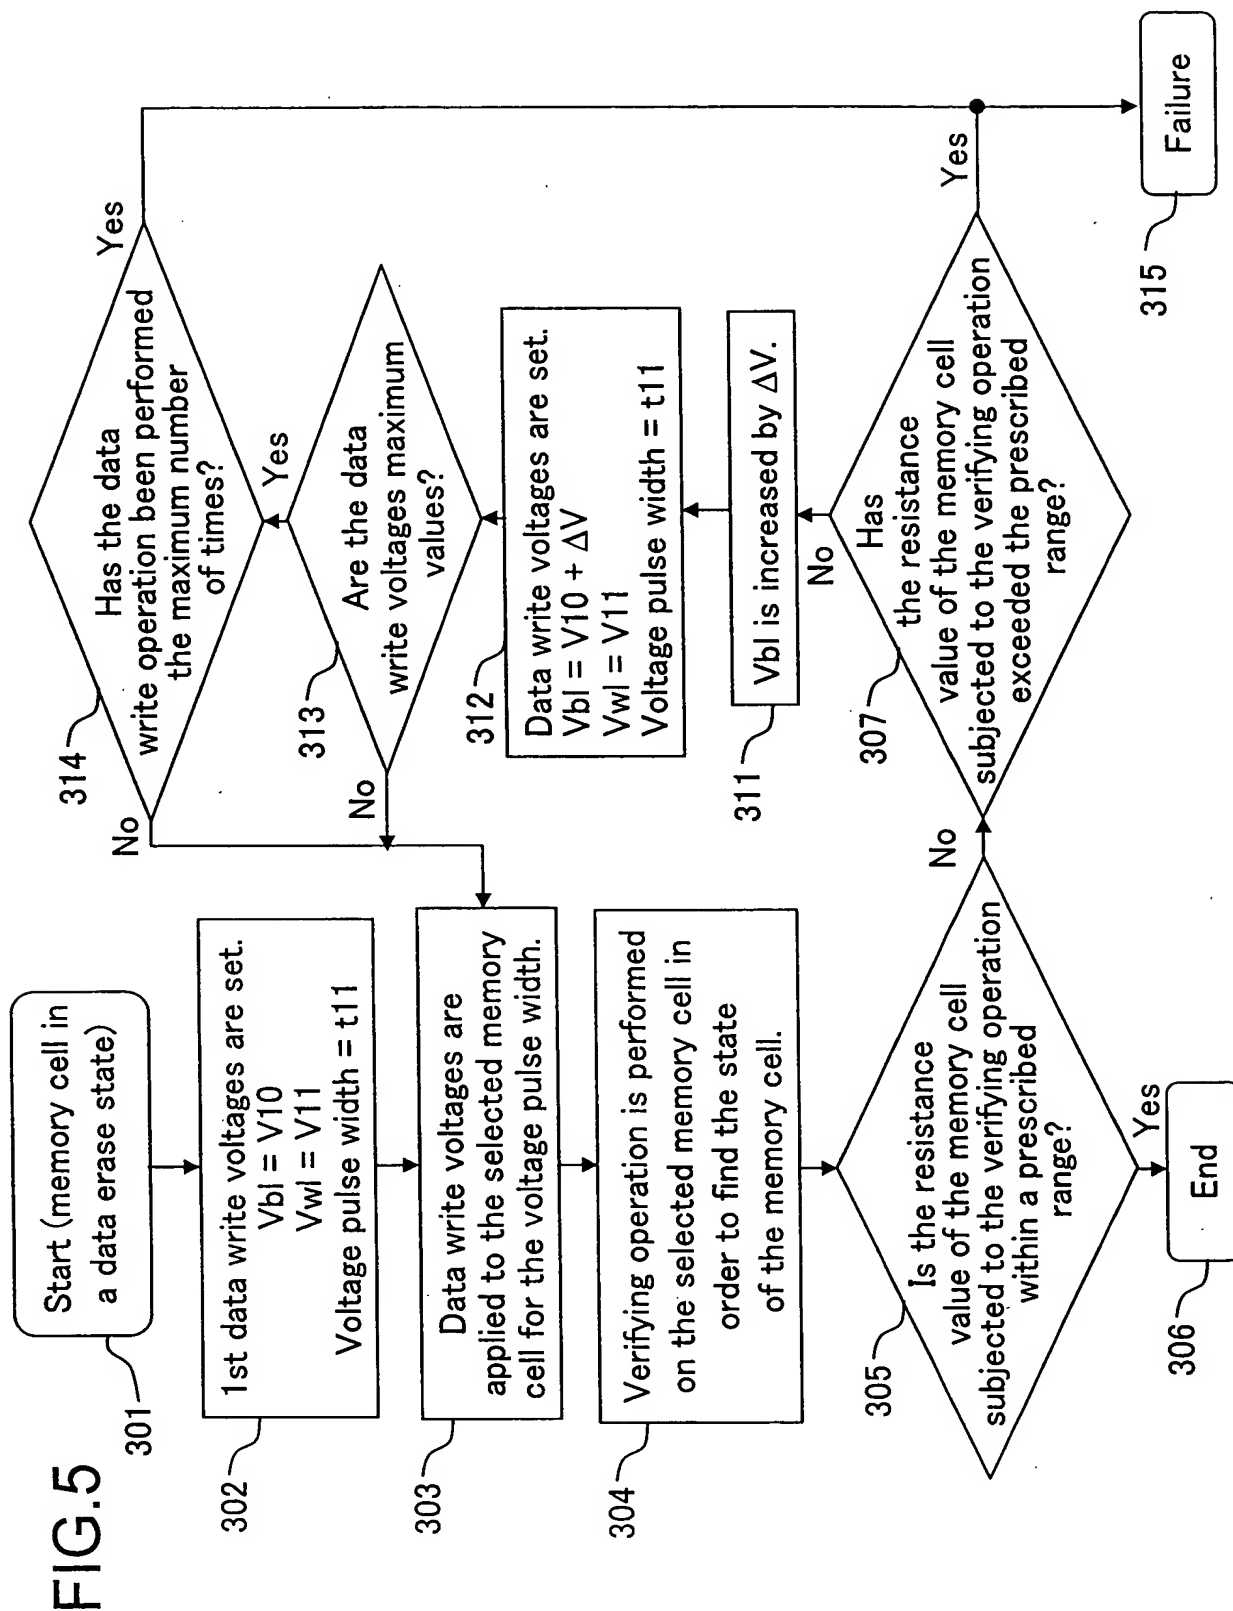 FIG.5
301
Start (memory cell in
a data erase state)
302
1st data write voltages are set.
Vbl = V10
Vwl = V11
Voltage pulse width = t11
303
Data write voltages are
applied to the selected memory
cell for the voltage pulse width.
304
Verifying operation is performed
on the selected memory cell in
order to find the state
of the memory cell.
305
Is the resistance
value of the memory cell
subjected to the verifying operation
within a prescribed
range?
Yes
No
306
End
307
Has
the resistance
value of the memory cell
subjected to the verifying operation
exceeded the prescribed
range?
No
Yes
311
Vbl is increased by ΔV.
312
Data write voltages are set.
Vbl = V10 + ΔV
Vwl = V11
Voltage pulse width = t11
313
Are the data
write voltages maximum
values?
No
Yes
314
Has the data
write operation been performed
the maximum number
of times?
No
Yes
315
Failure